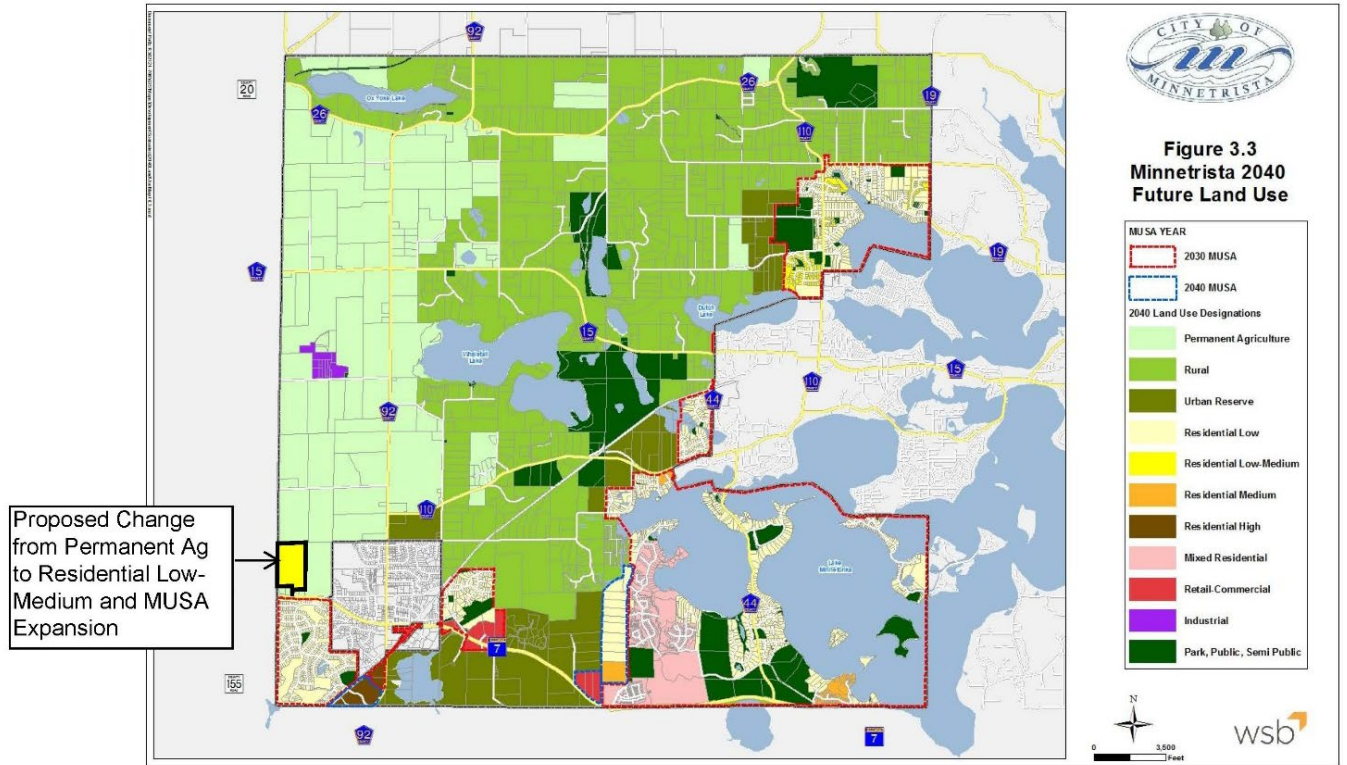 CITY OF
MINNETRISTA
Figure 3.3
Minnetrista 2040
Future Land Use
MUSA YEAR
2030 MUSA
2040 MUSA
2040 Land Use Designations
Permanent Agriculture
Rural
Urban Reserve
Residential Low
Residential Low-Medium
Residential Medium
Residential High
Mixed Residential
Retail-Commercial
Industrial
Park, Public, Semi Public
N
0 3,500
Feet
wsb
Proposed Change
from Permanent Ag
to Residential Low-
Medium and MUSA
Expansion
92
20
26
26
19
110
19
15
15
Dutch
Lake
Whaletail
Lake
15
110
92
44
110
44
7
155
92
7